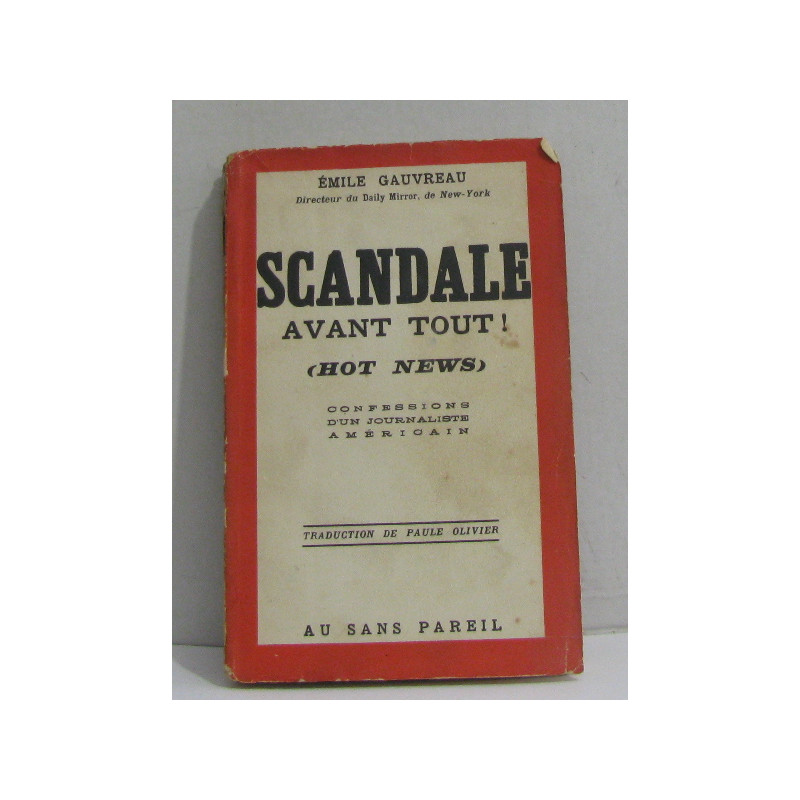 ÉMILE GAUVREAU
Directeur du Daily Mirror, de New-York
SCANDALE
AVANT TOUT!
(HOT NEWS)
CONFESSIONS
D'UN JOURNALISTE
AMÉRICAIN
TRADUCTION DE PAULE OLIVIER
AU SANS PAREIL